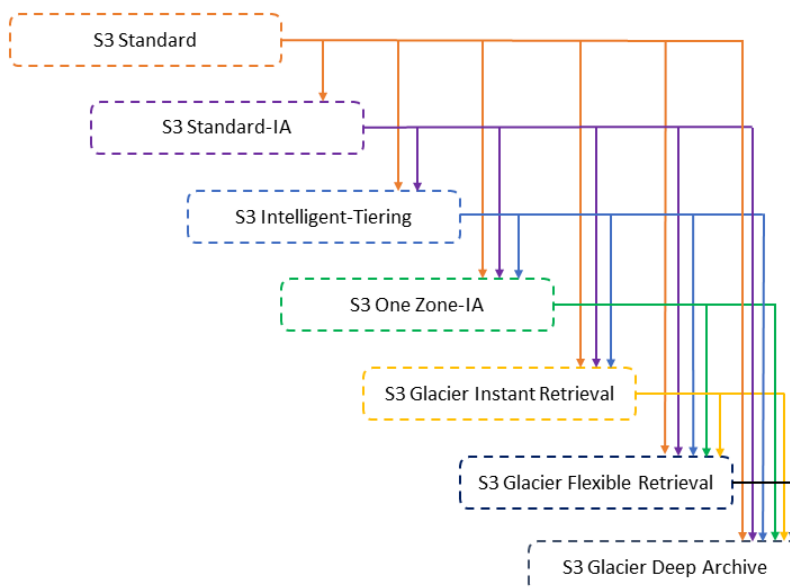 S3 Standard
S3 Standard-IA
S3 Intelligent-Tiering
S3 One Zone-IA
S3 Glacier Instant Retrieval
S3 Glacier Flexible Retrieval
S3 Glacier Deep Archive